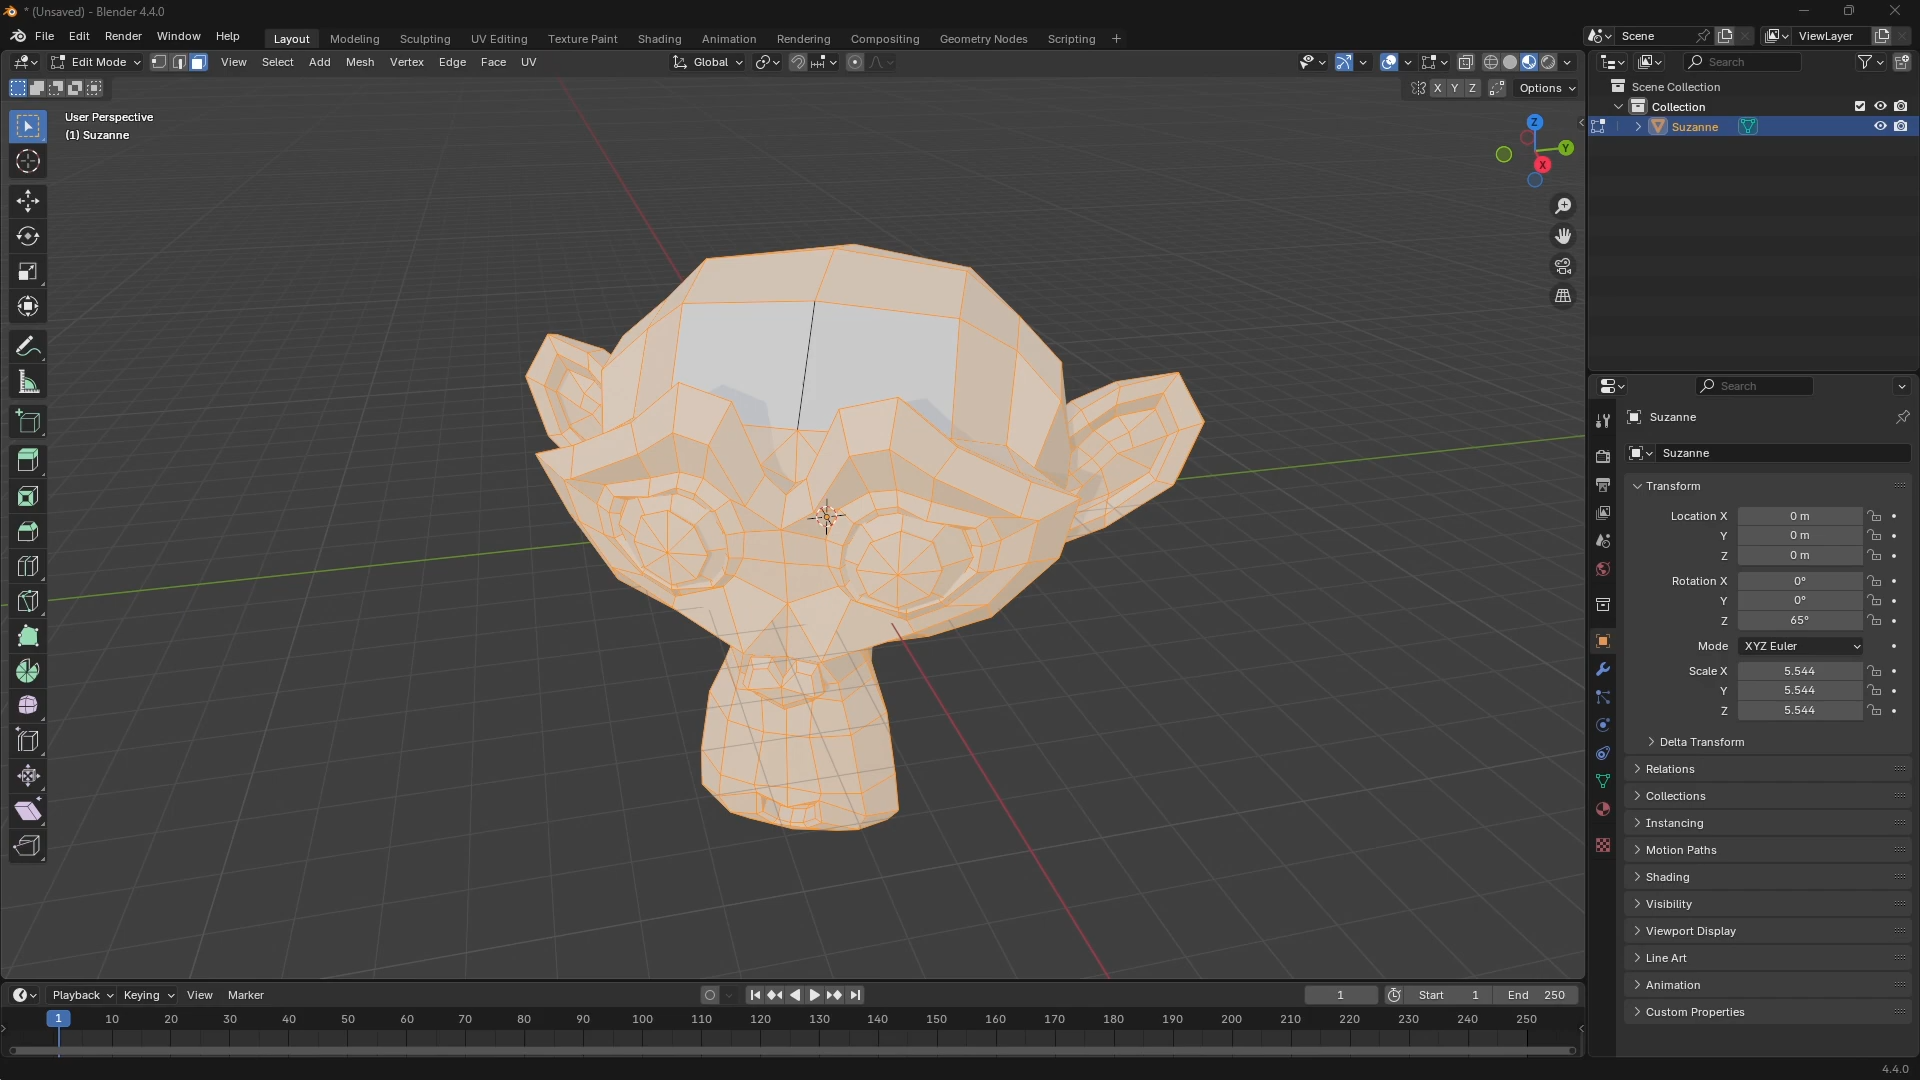 * (Unsaved) - Blender 4.4.0
File Edit Render Window Help
Layout Modeling Sculpting UV Editing Texture Paint Shading Animation Rendering Compositing Geometry Nodes Scripting +
Scene
ViewLayer
Edit Mode View Select Add Mesh Vertex Edge Face UV
Global
X Y Z Options
User Perspective
(1) Suzanne
Z
Y
X
Search
Scene Collection
Collection
Suzanne
Search
Suzanne
Suzanne
Transform
Location X 0 m
Y 0 m
Z 0 m
Rotation X 0°
Y 0°
Z 65°
Mode XYZ Euler
Scale X 5.544
Y 5.544
Z 5.544
Delta Transform
Relations
Collections
Instancing
Motion Paths
Shading
Visibility
Viewport Display
Line Art
Animation
Custom Properties
Playback Keying View Marker
1 Start 1 End 250
1 10 20 30 40 50 60 70 80 90 100 110 120 130 140 150 160 170 180 190 200 210 220 230 240 250
4.4.0